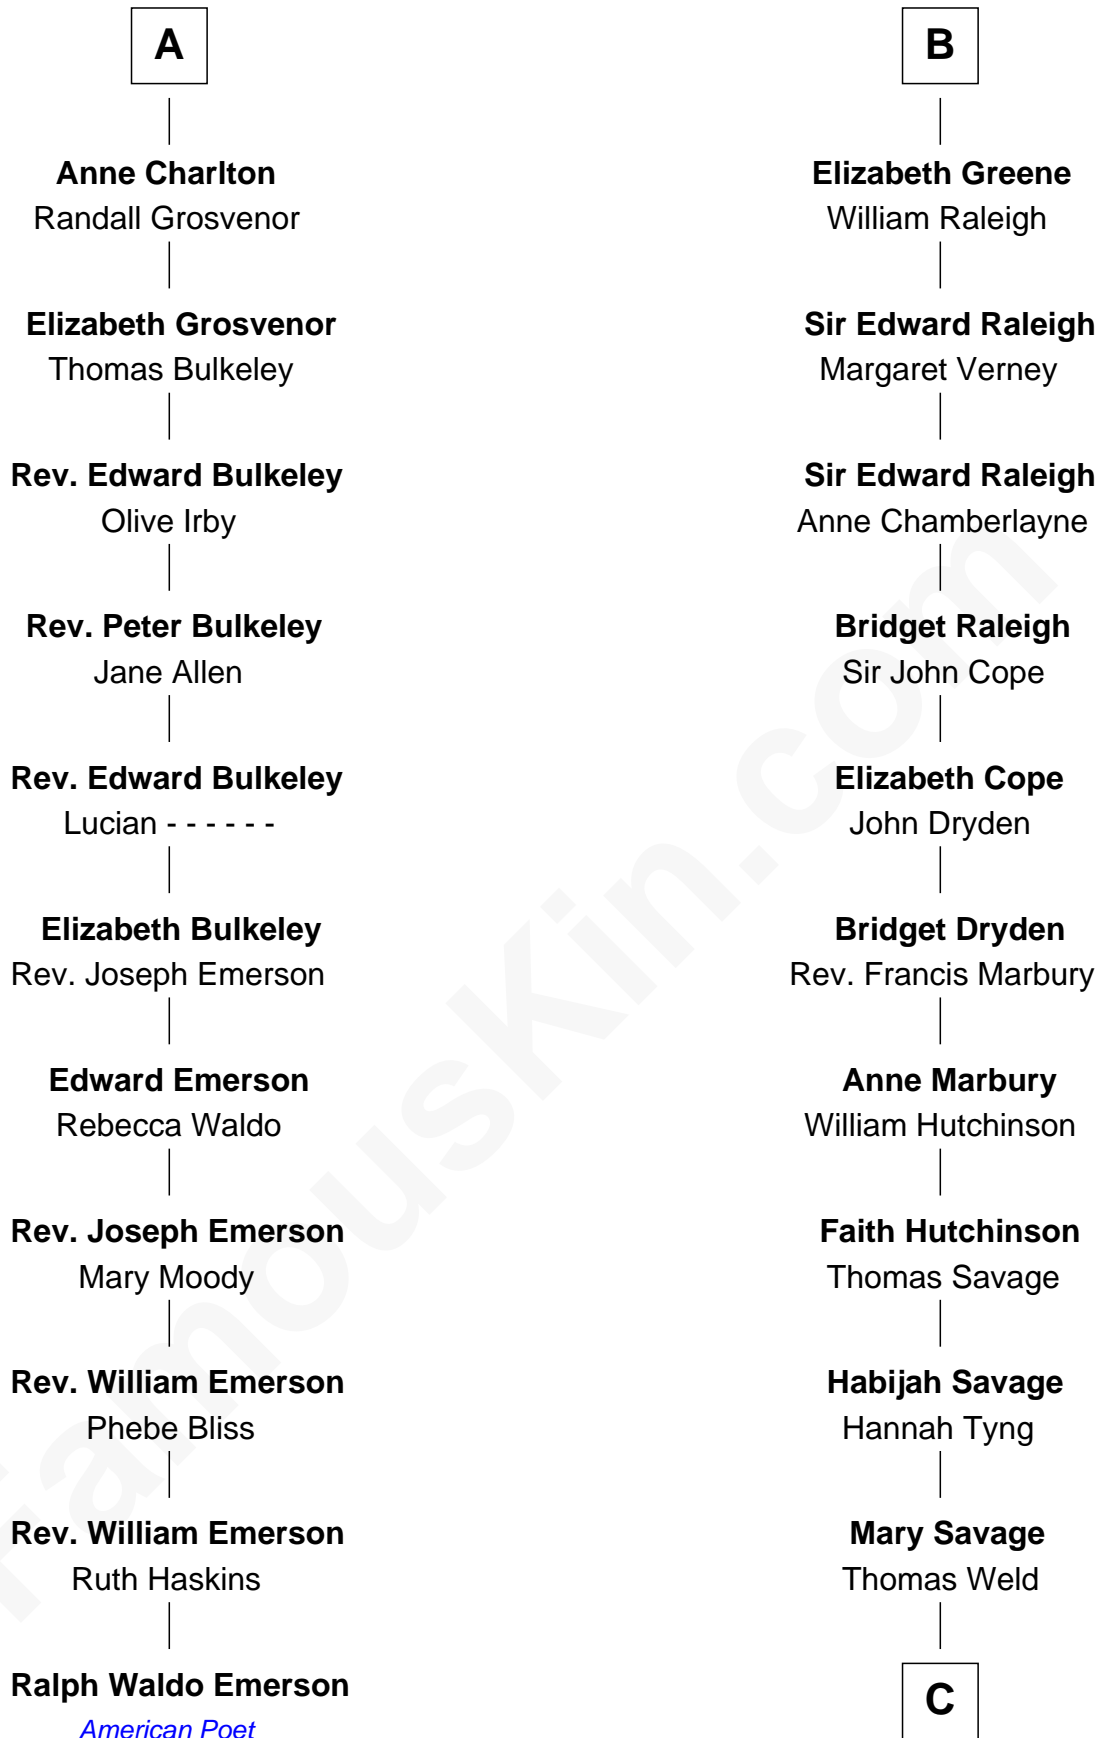 A
Anne Charlton
Randall Grosvenor
Elizabeth Grosvenor
Thomas Bulkeley
Rev. Edward Bulkeley
Olive Irby
Rev. Peter Bulkeley
Jane Allen
Rev. Edward Bulkeley
Lucian - - - - - -
Elizabeth Bulkeley
Rev. Joseph Emerson
Edward Emerson
Rebecca Waldo
Rev. Joseph Emerson
Mary Moody
Rev. William Emerson
Phebe Bliss
Rev. William Emerson
Ruth Haskins
Ralph Waldo Emerson
American Poet
B
Elizabeth Greene
William Raleigh
Sir Edward Raleigh
Margaret Verney
Sir Edward Raleigh
Anne Chamberlayne
Bridget Raleigh
Sir John Cope
Elizabeth Cope
John Dryden
Bridget Dryden
Rev. Francis Marbury
Anne Marbury
William Hutchinson
Faith Hutchinson
Thomas Savage
Habijah Savage
Hannah Tyng
Mary Savage
Thomas Weld
C
FamousKin.com